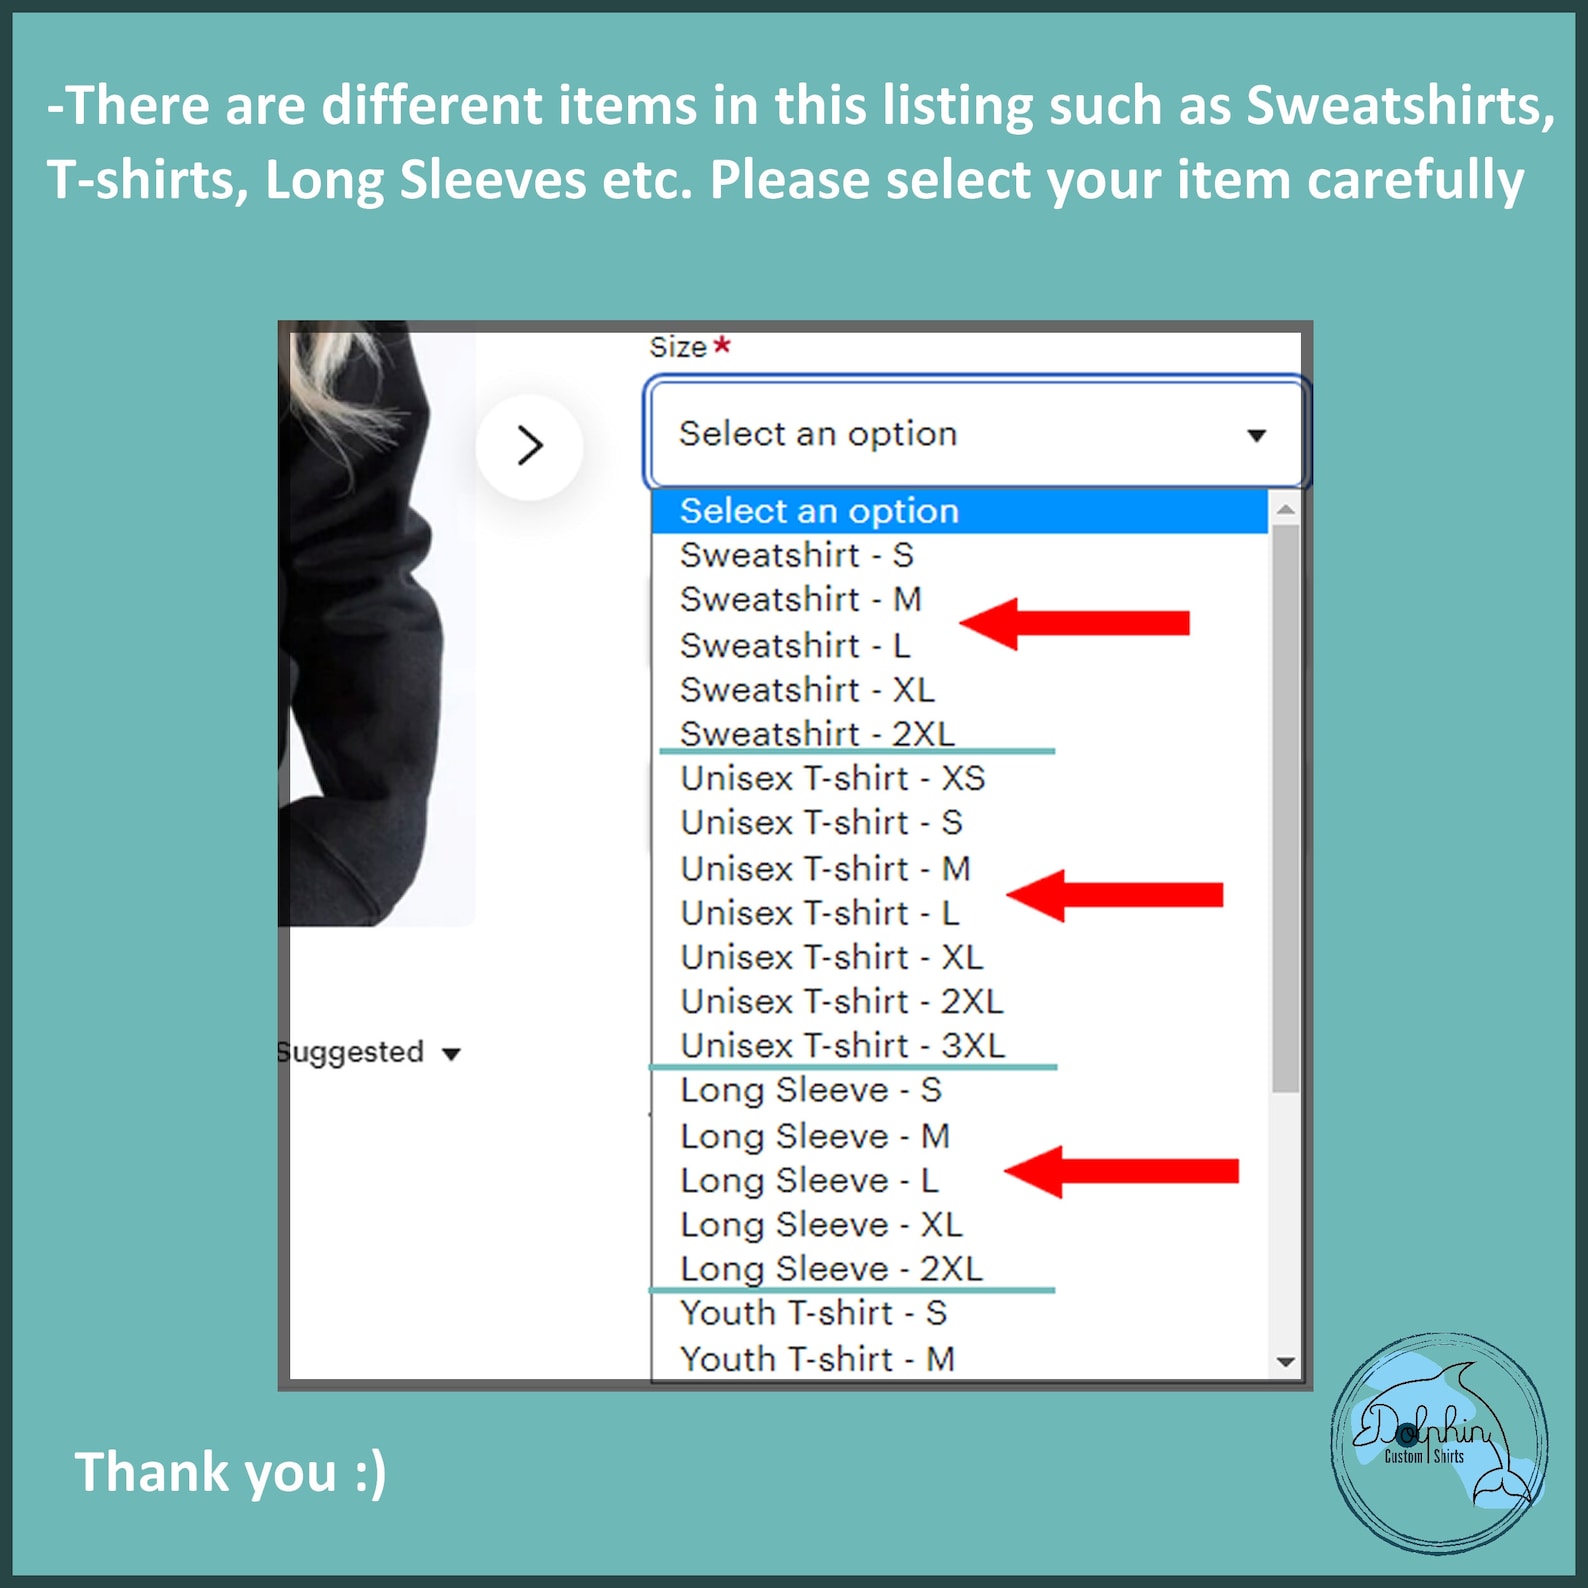 -There are different items in this listing such as Sweatshirts,
T-shirts, Long Sleeves etc. Please select your item carefully
Size*
Select an option
Select an option
Sweatshirt - S
Sweatshirt - M
Sweatshirt - L
Sweatshirt - XL
Sweatshirt - 2XL
Unisex T-shirt - XS
Unisex T-shirt - S
Unisex T-shirt - M
Unisex T-shirt - L
Unisex T-shirt - XL
Unisex T-shirt - 2XL
Unisex T-shirt - 3XL
Long Sleeve - S
Long Sleeve - M
Long Sleeve - L
Long Sleeve - XL
Long Sleeve - 2XL
Youth T-shirt - S
Youth T-shirt - M
Suggested
Thank you :)
Dolphin
Custom Shirts